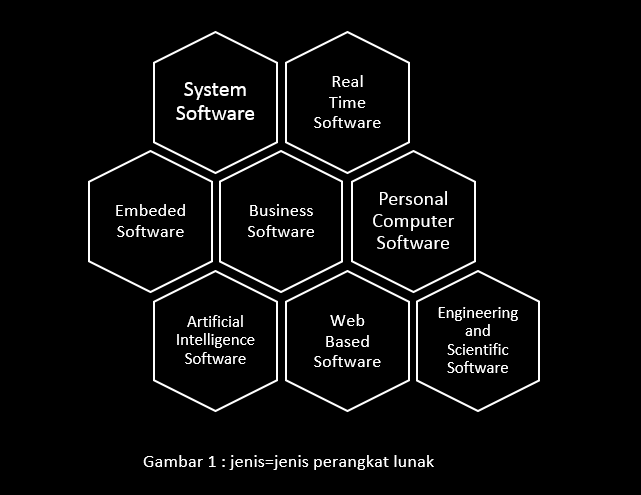 System
Software
Real
Time
Software
Embeded
Software
Business
Software
Personal
Computer
Software
Artificial
Intelligence
Software
Web
Based
Software
Engineering
and
Scientific
Software
Gambar 1 : jenis=jenis perangkat lunak